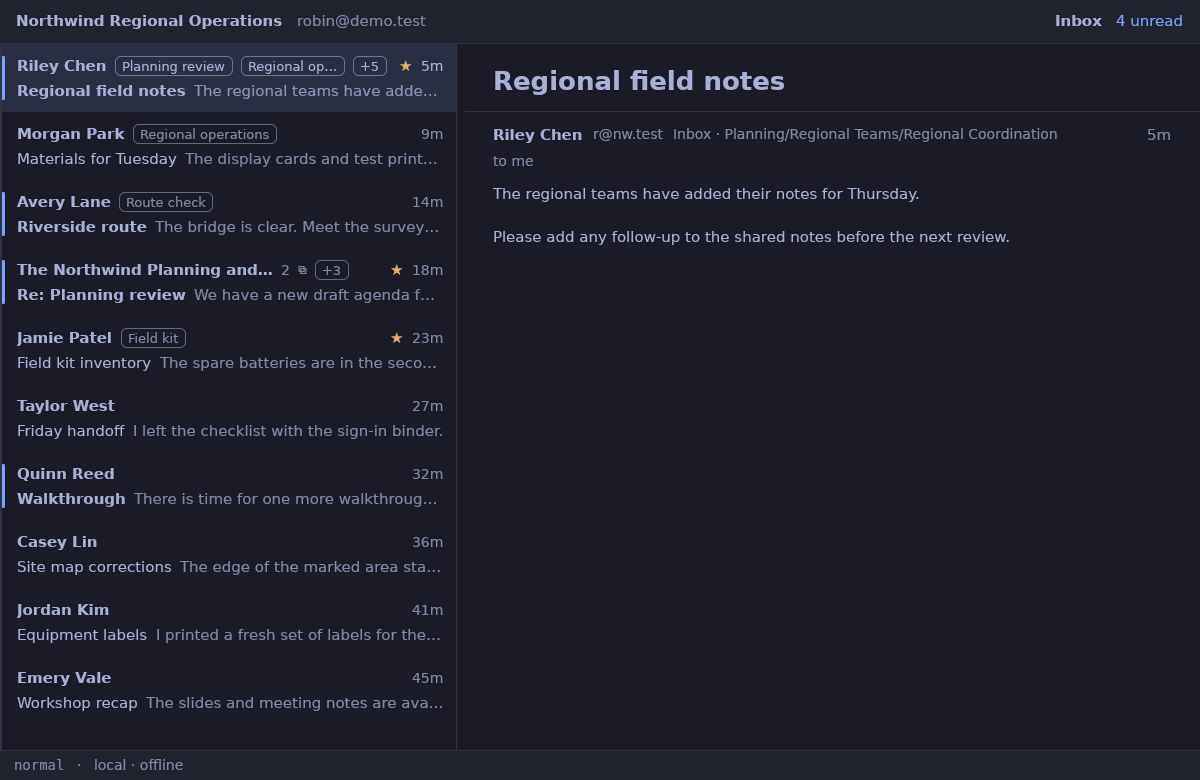 Northwind Regional Operations robin@demo.test Inbox 4 unread
Riley Chen Planning review Regional op… +5 ★ 5m
Regional field notes The regional teams have adde…
Morgan Park Regional operations 9m
Materials for Tuesday The display cards and test print…
Avery Lane Route check 14m
Riverside route The bridge is clear. Meet the survey…
The Northwind Planning and… 2 +3 ★ 18m
Re: Planning review We have a new draft agenda f…
Jamie Patel Field kit ★ 23m
Field kit inventory The spare batteries are in the seco…
Taylor West 27m
Friday handoff I left the checklist with the sign-in binder.
Quinn Reed 32m
Walkthrough There is time for one more walkthroug…
Casey Lin 36m
Site map corrections The edge of the marked area sta…
Jordan Kim 41m
Equipment labels I printed a fresh set of labels for the…
Emery Vale 45m
Workshop recap The slides and meeting notes are ava…
Regional field notes
Riley Chen r@nw.test Inbox · Planning/Regional Teams/Regional Coordination 5m
to me
The regional teams have added their notes for Thursday.
Please add any follow-up to the shared notes before the next review.
normal · local · offline